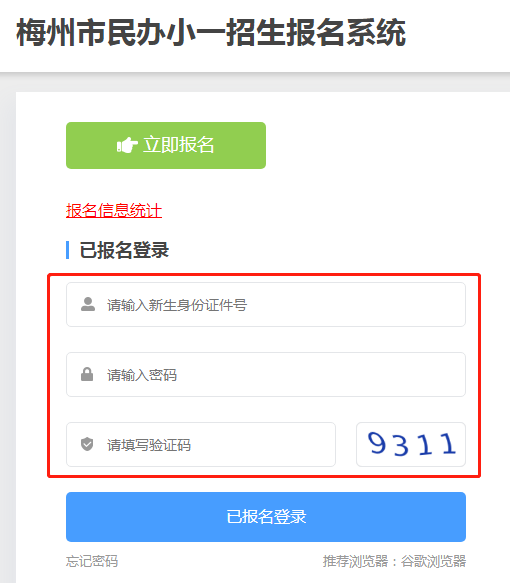 梅州市民办小一招生报名系统
立即报名
报名信息统计
已报名登录
请输入新生身份证件号
请输入密码
请填写验证码
9311
已报名登录
忘记密码 推荐浏览器：谷歌浏览器